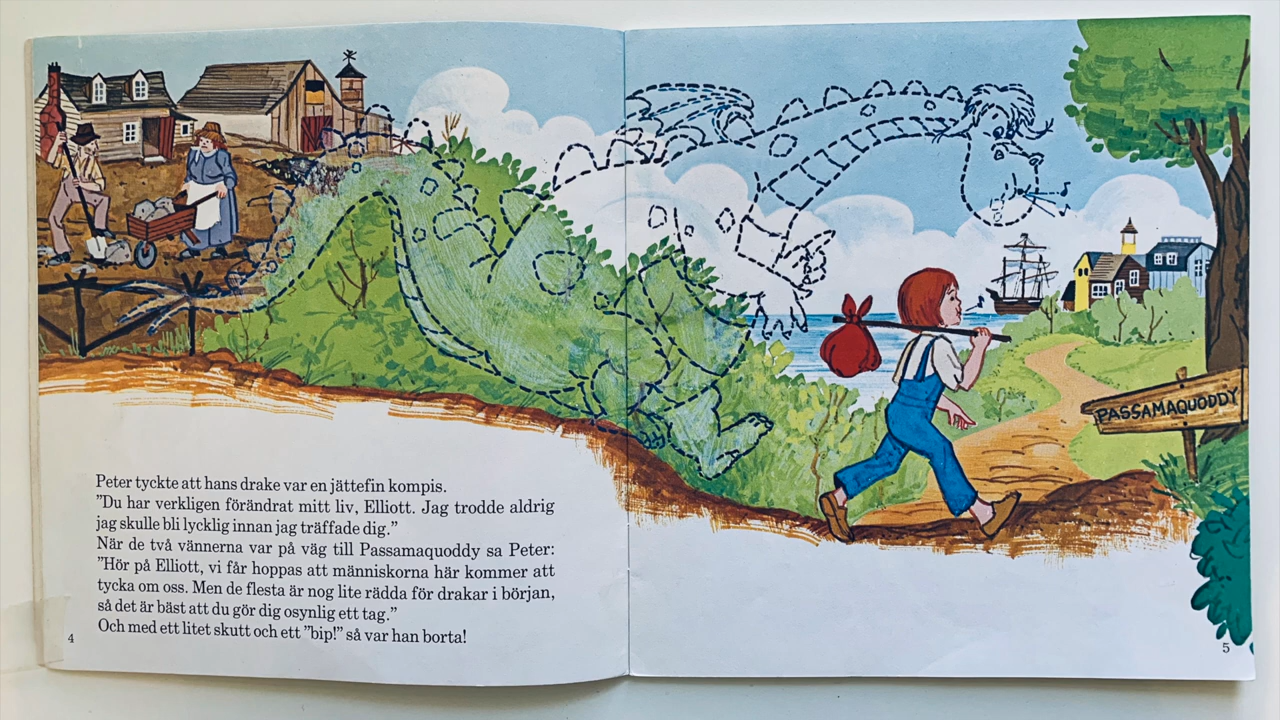 Peter tyckte att hans drake var en jättefin kompis.
"Du har verkligen förändrat mitt liv, Elliott. Jag trodde aldrig
jag skulle bli lycklig innan jag träffade dig."
När de två vännerna var på väg till Passamaquoddy sa Peter:
"Hör på Elliott, vi får hoppas att människorna här kommer att
tycka om oss. Men de flesta är nog lite rädda för drakar i början,
så det är bäst att du gör dig osynlig ett tag."
Och med ett litet skutt och ett "bip!" så var han borta!
4
PASSAMAQUODDY
5